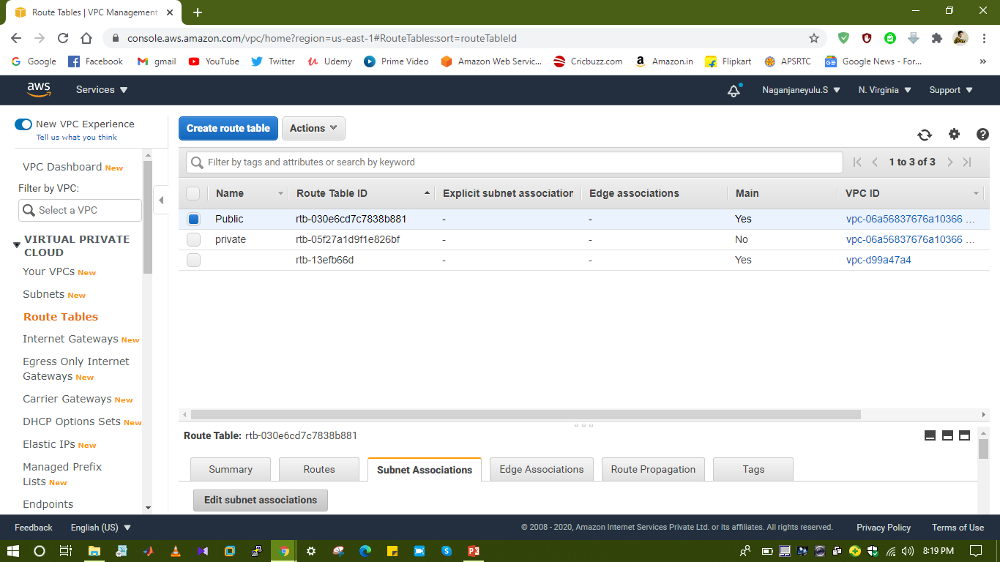 Route Tables | VPC Management
console.aws.amazon.com/vpc/home?region=us-east-1#RouteTables:sort=routeTableId
Google Facebook gmail YouTube Twitter Udemy Prime Video Amazon Web Servic... Cricbuzz.com Amazon.in Flipkart APSRTC Google News - For...
aws Services Naganjaneyulu.S N. Virginia Support
New VPC Experience
Tell us what you think
VPC Dashboard New
Filter by VPC:
Select a VPC
VIRTUAL PRIVATE
CLOUD
Your VPCs New
Subnets New
Route Tables
Internet Gateways New
Egress Only Internet
Gateways New
Carrier Gateways New
DHCP Options Sets New
Elastic IPs New
Managed Prefix
Lists New
Endpoints
Create route table Actions
Filter by tags and attributes or search by keyword 1 to 3 of 3
Name Route Table ID Explicit subnet association Edge associations Main VPC ID
Public rtb-030e6cd7c7838b881 - - Yes vpc-06a56837676a10366 ...
private rtb-05f27a1d9f1e826bf - - No vpc-06a56837676a10366 ...
rtb-13efb66d - - Yes vpc-d99a47a4
Route Table: rtb-030e6cd7c7838b881
Summary Routes Subnet Associations Edge Associations Route Propagation Tags
Edit subnet associations
Feedback English (US) © 2008 - 2020, Amazon Internet Services Private Ltd. or its affiliates. All rights reserved. Privacy Policy Terms of Use
8:19 PM